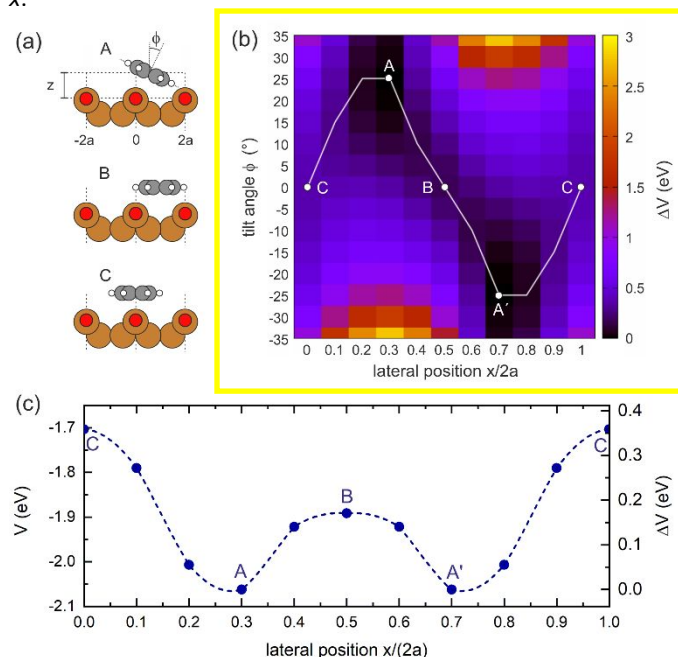 x.
(a)
A
ϕ
z
-2a 0 2a
B
C
(b)
35
30
25
20
15
10
5
0
-5
-10
-15
-20
-25
-30
-35
tilt angle ϕ (°)
A
C
B
C
A´
0 0.1 0.2 0.3 0.4 0.5 0.6 0.7 0.8 0.9 1
lateral position x/2a
3
2.5
2
1.5
1
0.5
0
ΔV (eV)
(c)
-1.7
-1.8
-1.9
-2.0
-2.1
V (eV)
C
A
B
A'
C
0.4
0.3
0.2
0.1
0.0
ΔV (eV)
0.0 0.1 0.2 0.3 0.4 0.5 0.6 0.7 0.8 0.9 1.0
lateral position x/(2a)